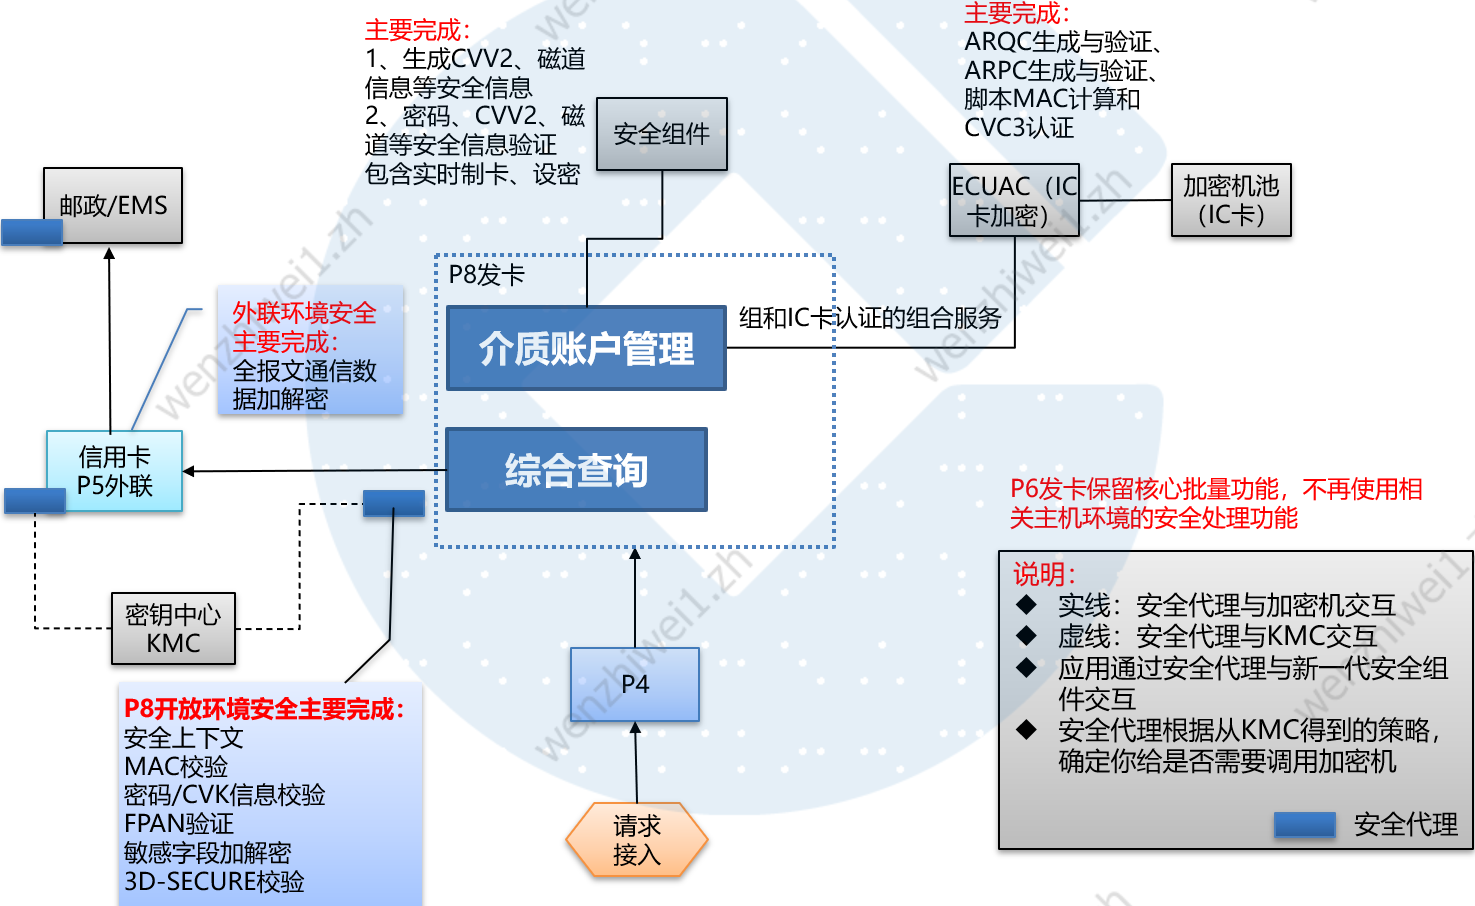 主要完成：
1、生成CVV2、磁道
信息等安全信息
2、密码、CVV2、磁
道等安全信息验证
包含实时制卡、设密
安全组件
主要完成：
ARQC生成与验证、
ARPC生成与验证、
脚本MAC计算和
CVC3认证
ECUAC（IC
卡加密）
加密机池
（IC卡）
邮政/EMS
外联环境安全
主要完成：
全报文通信数
据加解密
P8发卡
介质账户管理
组和IC卡认证的组合服务
综合查询
信用卡
P5外联
密钥中心
KMC
P8开放环境安全主要完成：
安全上下文
MAC校验
密码/CVK信息校验
FPAN验证
敏感字段加解密
3D-SECURE校验
P4
请求
接入
P6发卡保留核心批量功能，不再使用相
关主机环境的安全处理功能
说明：
◆ 实线：安全代理与加密机交互
◆ 虚线：安全代理与KMC交互
◆ 应用通过安全代理与新一代安全组
件交互
◆ 安全代理根据从KMC得到的策略，
确定你给是否需要调用加密机
安全代理
wenzhiwei1.zh
wenzhiwei1.zh
wenzhiwei1.zh
wenzhiwei1.zh